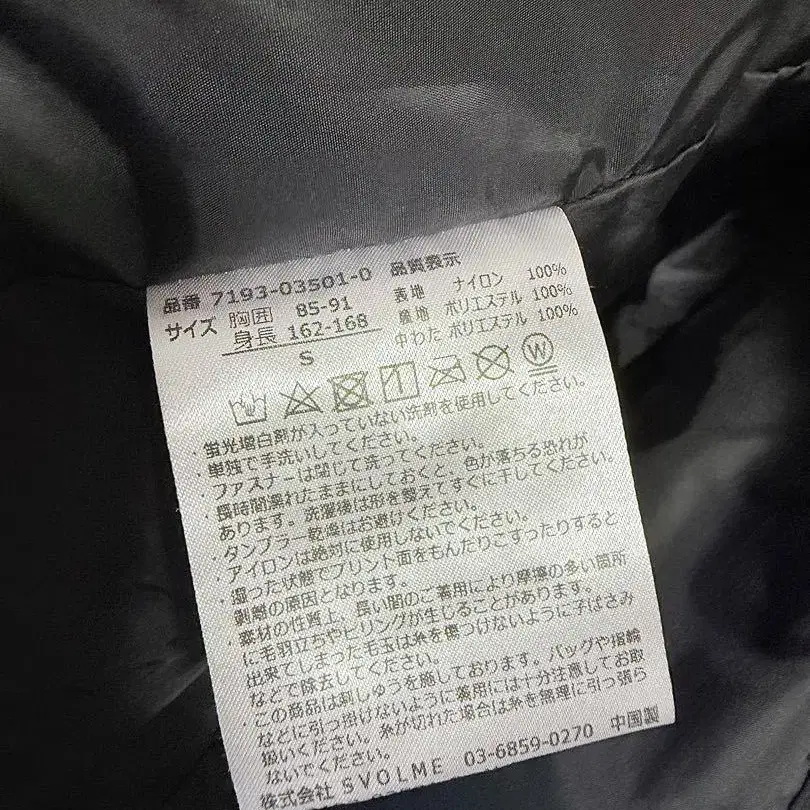 品番 7193-03501-0 品質表示
サイズ 胸囲 85-91 表地 ナイロン 100%
身長 162-168 裏地 ポリエステル 100%
S 中わた ポリエステル 100%
W
・蛍光増白剤が入っていない洗剤を使用してください。
・単独で手洗いしてください。
・ファスナーは閉じて洗ってください。
・長時間濡れたままにしておくと、色が落ちる恐れが
あります。洗濯後は形を整えてすぐに干してください。
・タンブラー乾燥はお避けください。
・アイロンは絶対に使用しないでください。
・湿った状態でプリント面をもんだりこすったりすると
剥離の原因となります。
・素材の性質上、長い間のご着用により摩擦の多い箇所
に毛羽立ちやピリングが生じることがあります。
出来てしまった毛玉は糸を傷つけないように子ばさみ
などで除去してください。
・この商品は刺しゅうを施しております。バッグや指輪
などに引っ掛けないように着用には十分注意してお取
扱いください。糸が切れた場合は糸を無理に引っ張ら
ないでください。
株式会社 SVOLME 03-6859-0270 中国製